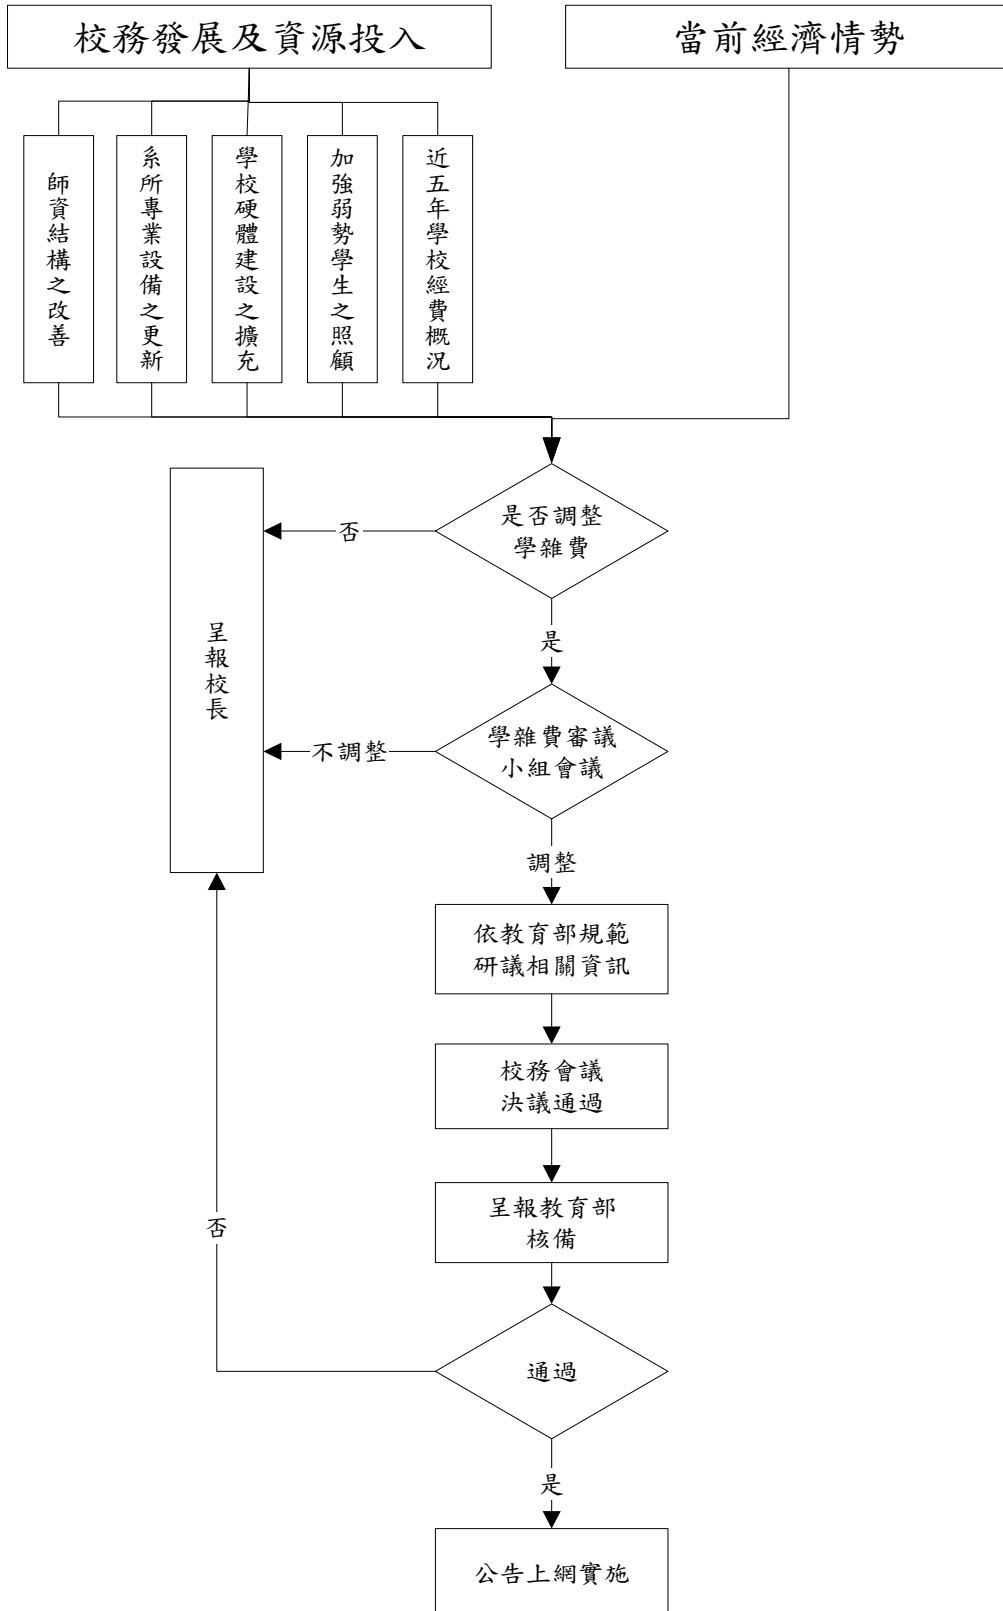 校務發展及資源投入
當前經濟情勢
師資結構之改善
系所專業設備之更新
學校硬體建設之擴充
加強弱勢學生之照顧
近五年學校經費概況
是否調整
學雜費
否
是
呈報校長
學雜費審議
小組會議
不調整
調整
依教育部規範
研議相關資訊
校務會議
決議通過
呈報教育部
核備
否
通過
是
公告上網實施